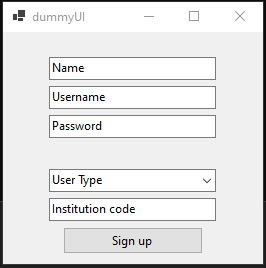 dummyUI
Name
Username
Password
User Type
Institution code
Sign up